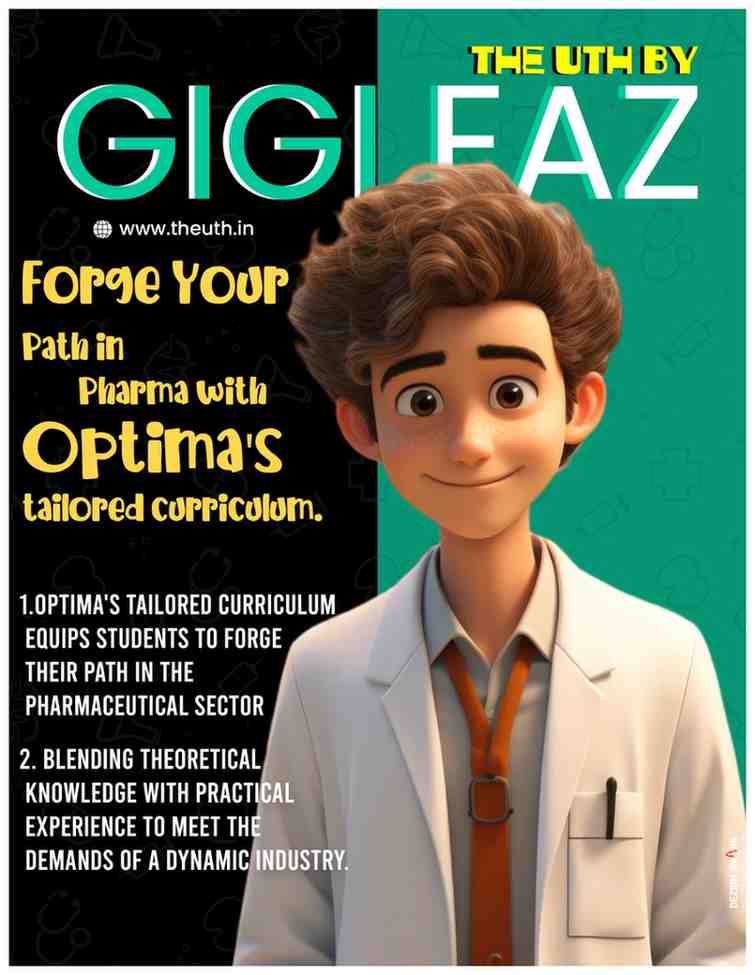 THE UTH BY
GIGI FAZ
www.theuth.in
Forge Your
Path in
Pharma with
Optima's
tailored curriculum.
1.OPTIMA'S TAILORED CURRICULUM
EQUIPS STUDENTS TO FORGE
THEIR PATH IN THE
PHARMACEUTICAL SECTOR
2. BLENDING THEORETICAL
KNOWLEDGE WITH PRACTICAL
EXPERIENCE TO MEET THE
DEMANDS OF A DYNAMIC INDUSTRY.